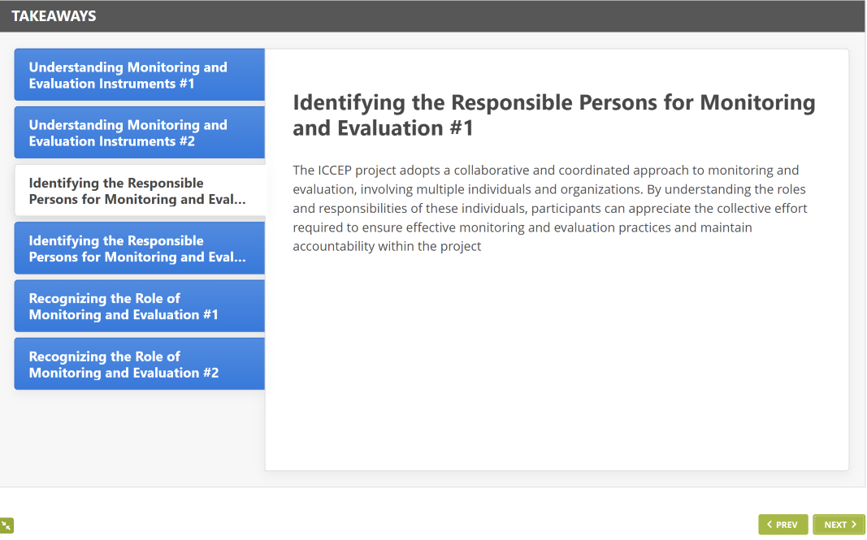 TAKEAWAYS
Understanding Monitoring and
Evaluation Instruments #1
Understanding Monitoring and
Evaluation Instruments #2
Identifying the Responsible
Persons for Monitoring and Eval...
Identifying the Responsible
Persons for Monitoring and Eval...
Recognizing the Role of
Monitoring and Evaluation #1
Recognizing the Role of
Monitoring and Evaluation #2
Identifying the Responsible Persons for Monitoring
and Evaluation #1
The ICCEP project adopts a collaborative and coordinated approach to monitoring and
evaluation, involving multiple individuals and organizations. By understanding the roles
and responsibilities of these individuals, participants can appreciate the collective effort
required to ensure effective monitoring and evaluation practices and maintain
accountability within the project
PREV
NEXT